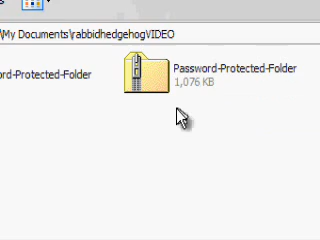 \My Documents\rabbidhedgehogVIDEO
ord-Protected-Folder
Password-Protected-Folder
1,076 KB